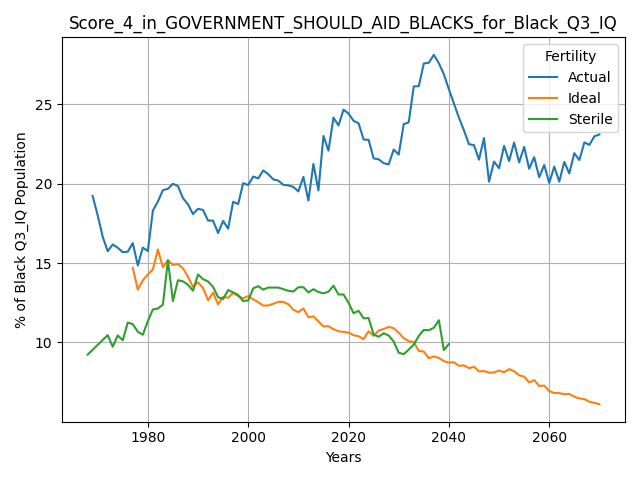 Score_4_in_GOVERNMENT_SHOULD_AID_BLACKS_for_Black_Q3_IQ
Fertility
Actual
Ideal
Sterile
% of Black Q3_IQ Population
25
20
15
10
1980
2000
2020
2040
2060
Years